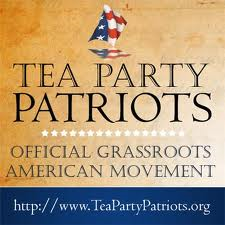 TEA PARTY
PATRIOTS
OFFICIAL GRASSROOTS
AMERICAN MOVEMENT
http://www.TeaPartyPatriots.org